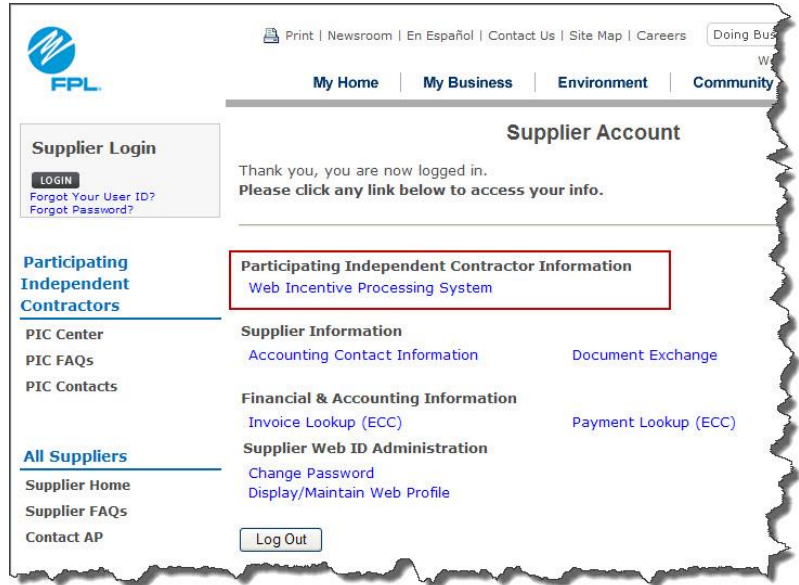 Print | Newsroom | En Español | Contact Us | Site Map | Careers
Doing
FPL.
My Home | My Business | Environment | Community
Supplier Login
LOGIN
Forgot Your User ID?
Forgot Password?
Supplier Account
Thank you, you are now logged in.
Please click any link below to access your info.
Participating
Independent
Contractors
PIC Center
PIC FAQs
PIC Contacts
All Suppliers
Supplier Home
Supplier FAQs
Contact AP
Participating Independent Contractor Information
Web Incentive Processing System
Supplier Information
Accounting Contact Information
Document Exchange
Financial & Accounting Information
Invoice Lookup (ECC)
Payment Lookup (ECC)
Supplier Web ID Administration
Change Password
Display/Maintain Web Profile
Log Out